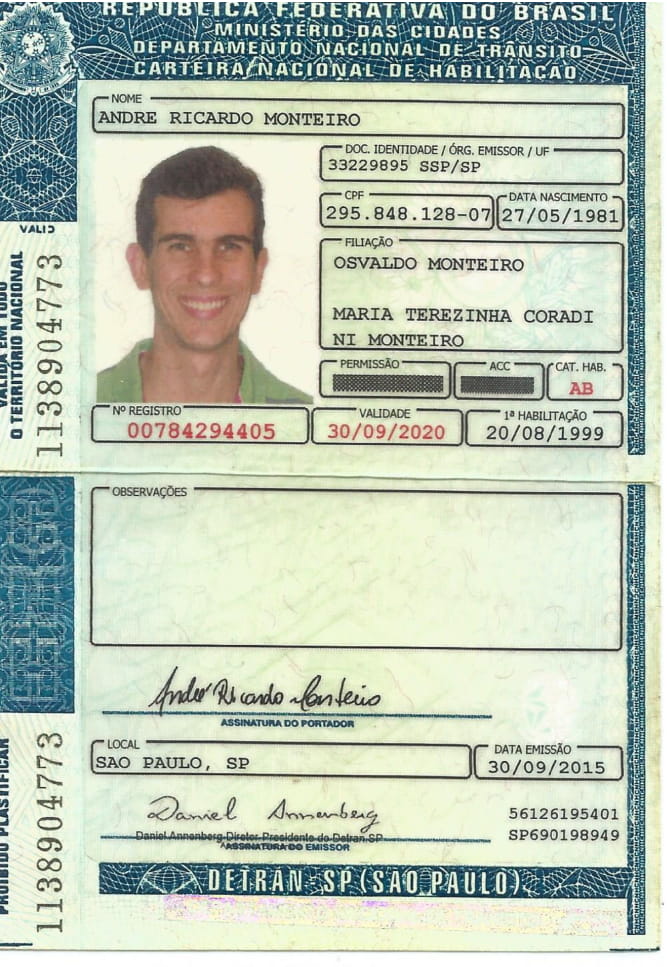 REPÚBLICA FEDERATIVA DO BRASIL
MINISTÉRIO DAS CIDADES
DEPARTAMENTO NACIONAL DE TRÂNSITO
CARTEIRA NACIONAL DE HABILITAÇÃO
NOME
ANDRE RICARDO MONTEIRO
DOC. IDENTIDADE / ÓRG. EMISSOR / UF
33229895 SSP/SP
CPF
295.848.128-07
DATA NASCIMENTO
27/05/1981
FILIAÇÃO
OSVALDO MONTEIRO
MARIA TEREZINHA CORADI
NI MONTEIRO
PERMISSÃO
ACC
CAT. HAB.
AB
Nº REGISTRO
00784294405
VALIDADE
30/09/2020
1ª HABILITAÇÃO
20/08/1999
VÁLIDA EM TODO
O TERRITÓRIO NACIONAL
1138904773
OBSERVAÇÕES
André Ricardo Monteiro
ASSINATURA DO PORTADOR
LOCAL
SAO PAULO, SP
DATA EMISSÃO
30/09/2015
Daniel Annenberg
Daniel Annenberg-Diretor-Presidente do Detran.SP
ASSINATURA DO EMISSOR
56126195401
SP690198949
PROIBIDO PLASTIFICAR
1138904773
DETRAN-SP(SÃO PAULO)